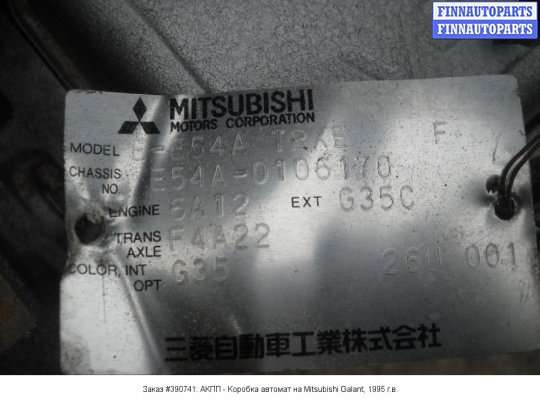 FINNAUTOPARTS
FINNAUTOPARTS
MITSUBISHI
MOTORS CORPORATION
MODEL E-E54A F
CHASSIS NO. E54A-0106170
ENGINE 6A12 EXT G35C
TRANS AXLE F4A22
COLOR, INT OPT G35 001
三菱自動車工業株式会社
Заказ #390741: АКПП - Коробка автомат на Mitsubishi Galant, 1995 г.в.